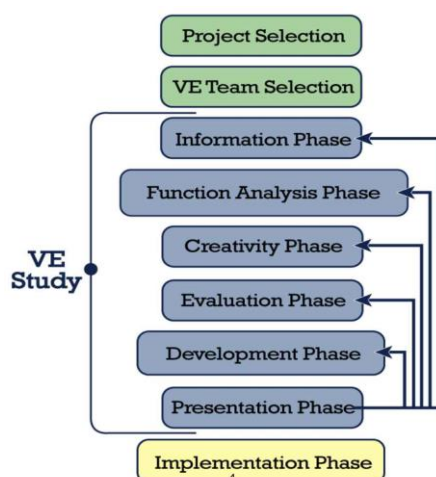 Project Selection
VE Team Selection
Information Phase
Function Analysis Phase
Creativity Phase
VE
Study
Evaluation Phase
Development Phase
Presentation Phase
Implementation Phase